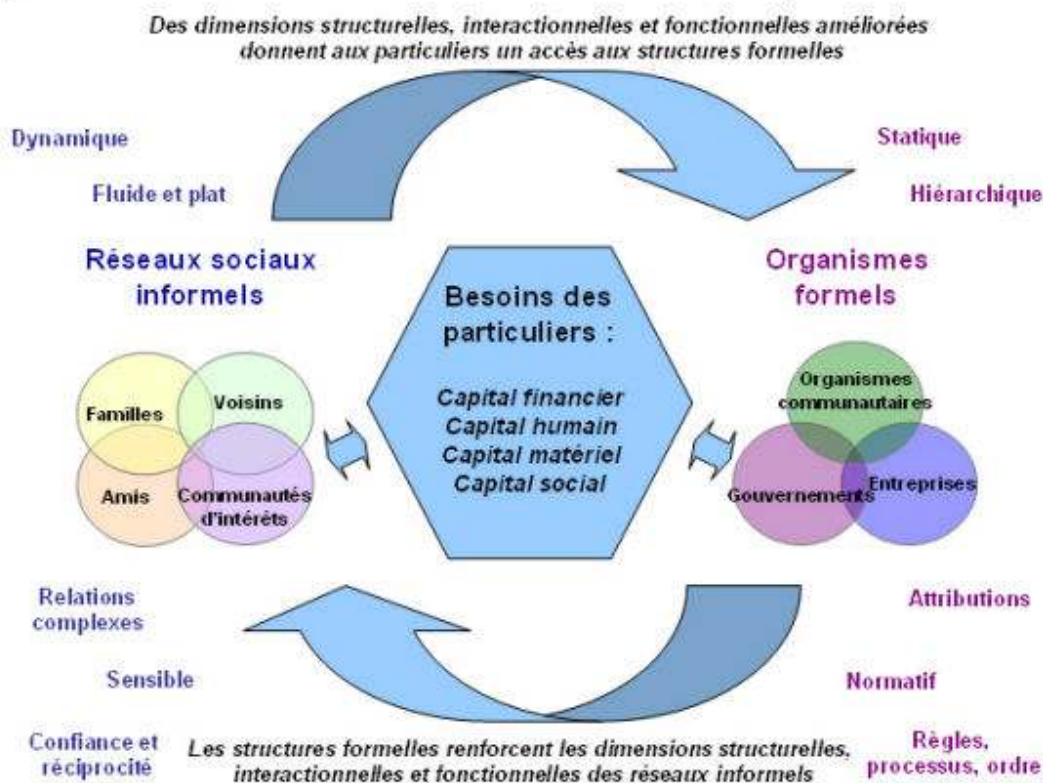 Des dimensions structurelles, interactionnelles et fonctionnelles améliorées
donnent aux particuliers un accès aux structures formelles
Dynamique
Fluide et plat
Statique
Hiérarchique
Réseaux sociaux
informels
Familles
Voisins
Amis
Communautés
d'intérêts
Besoins des
particuliers :
Capital financier
Capital humain
Capital matériel
Capital social
Organismes
formels
Organismes
communautaires
Gouvernements
Entreprises
Relations
complexes
Sensible
Confiance et
réciprocité
Attributions
Normatif
Règles,
processus, ordre
Les structures formelles renforcent les dimensions structurelles,
interactionnelles et fonctionnelles des réseaux informels